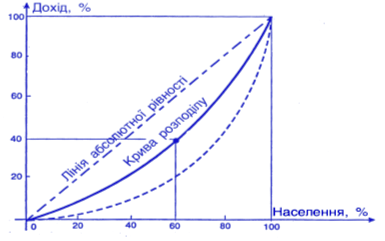 Дохід, %
100
80
60
40
20
Лінія абсолютної рівності
Крива розподілу
Населення, %
0
20
40
60
80
100